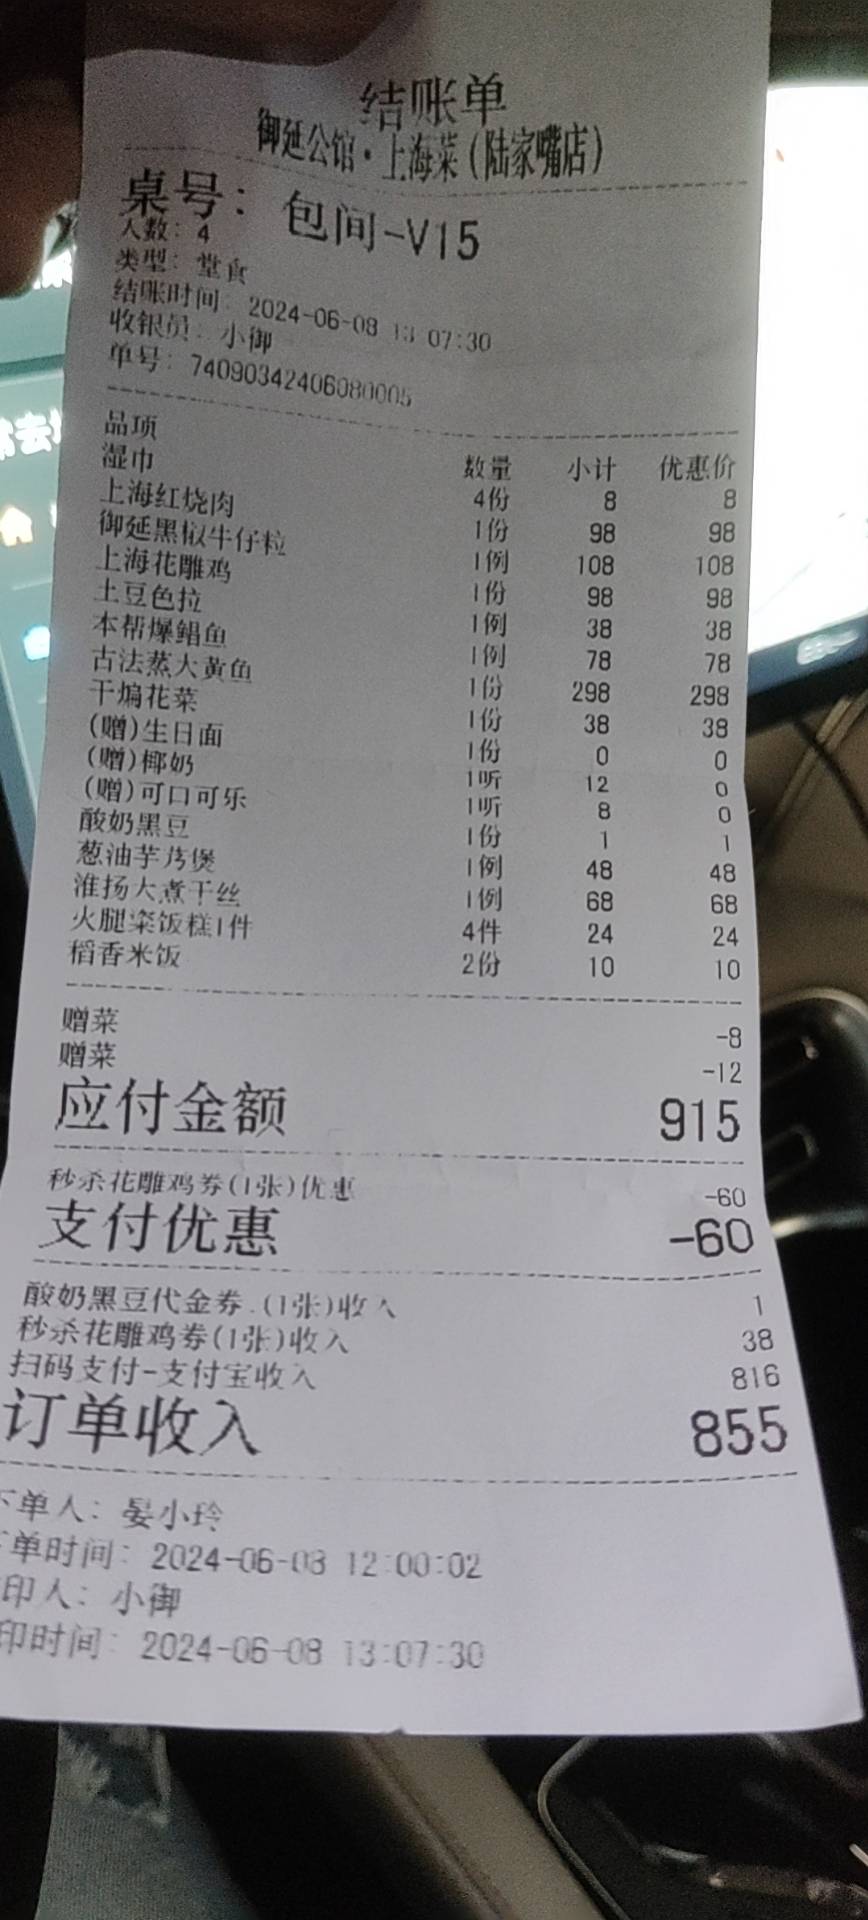 结账单
御延公馆·上海菜(陆家嘴店)
桌号: 包间-V15
人数: 4
类型: 堂食
结账时间: 2024-06-08 13:07:30
收银员: 小御
单号: 74090342406080005
品项 数量 小计 优惠价
湿巾 4份 8 8
上海红烧肉 1份 98 98
御延黑椒牛仔粒 1例 108 108
上海花雕鸡 1份 98 98
土豆色拉 1例 38 38
本帮爆鲳鱼 1例 78 78
古法蒸大黄鱼 1份 298 298
干煸花菜 1份 38 38
(赠)生日面 1份 0 0
(赠)椰奶 1听 12 0
(赠)可口可乐 1听 8 0
酸奶黑豆 1份 1 1
葱油芋艿煲 1例 48 48
淮扬大煮干丝 1例 68 68
火腿菜饭糕1件 4件 24 24
稻香米饭 2份 10 10
赠菜 -8
赠菜 -12
应付金额 915
秒杀花雕鸡券(1张)优惠 -60
支付优惠 -60
酸奶黑豆代金券.(1张)收入 1
秒杀花雕鸡券(1张)收入 38
扫码支付-支付宝收入 816
订单收入 855
下单人: 晏小玲
下单时间: 2024-06-08 12:00:02
印人: 小御
印时间: 2024-06-08 13:07:30